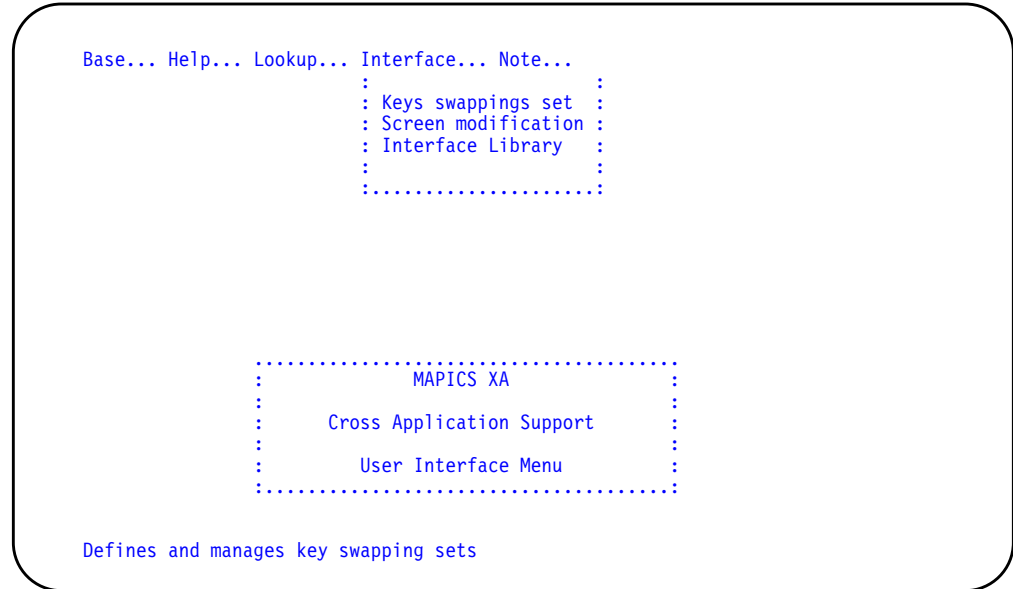 Base... Help... Lookup... Interface... Note...
: :
: Keys swappings set :
: Screen modification :
: Interface Library :
: :
:.....................:
.......................................
: MAPICS XA :
: :
: Cross Application Support :
: :
: User Interface Menu :
:......................................:
Defines and manages key swapping sets